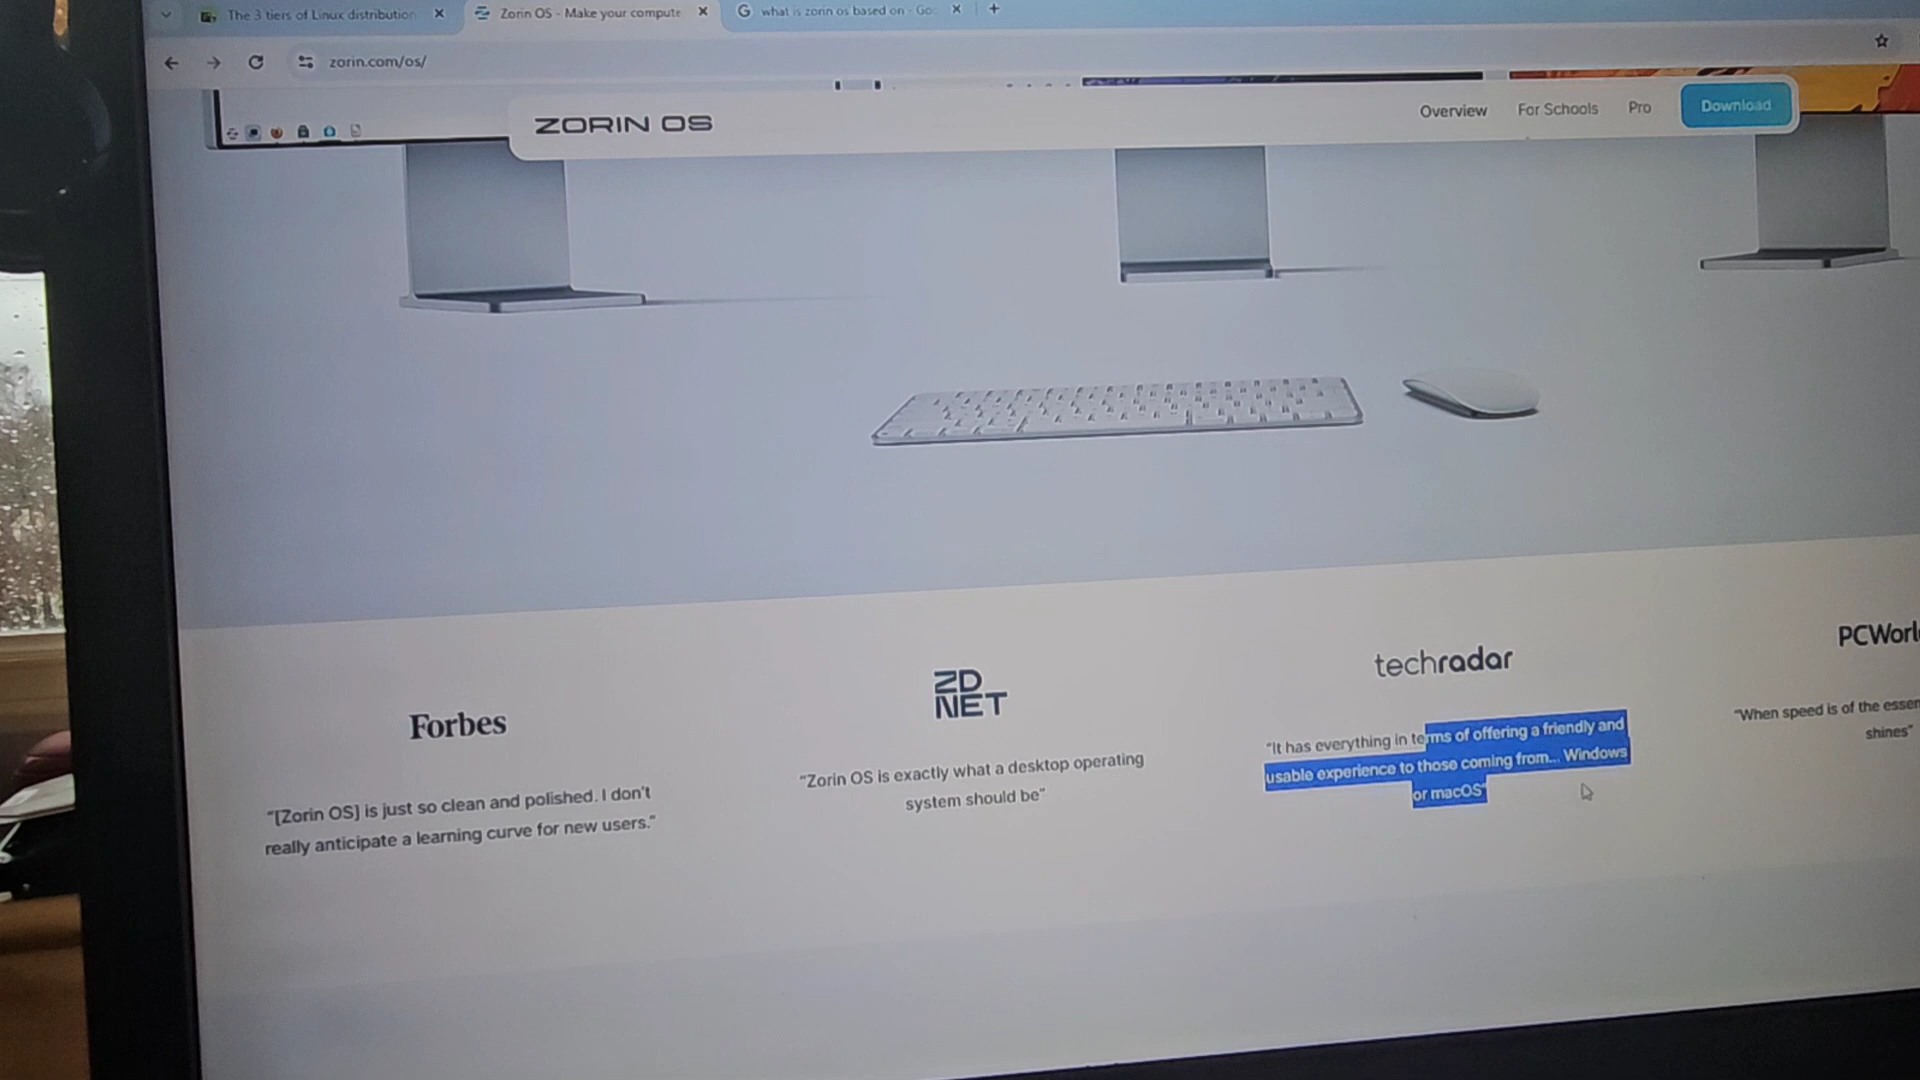 The 3 tiers of Linux distribution
Zorin OS - Make your compute
what is zorin os based on - Go
zorin.com/os/
ZORIN OS
Overview
For Schools
Pro
Download
Forbes
"[Zorin OS] is just so clean and polished. I don't
really anticipate a learning curve for new users."
ZD
NET
"Zorin OS is exactly what a desktop operating
system should be"
techradar
"It has everything in terms of offering a friendly and
usable experience to those coming from... Windows
or macOS"
PCWorl
"When speed is of the essen
shines"